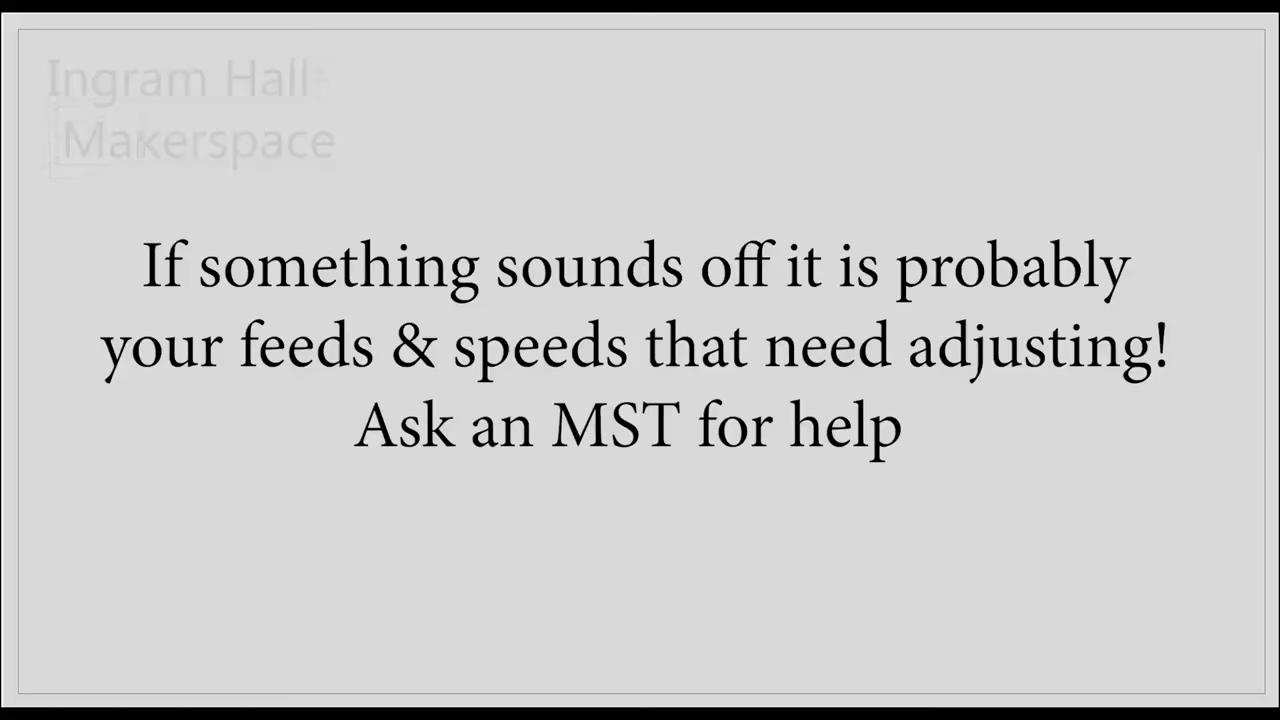 Ingram Hall
Makerspace
If something sounds off it is probably
your feeds & speeds that need adjusting!
Ask an MST for help